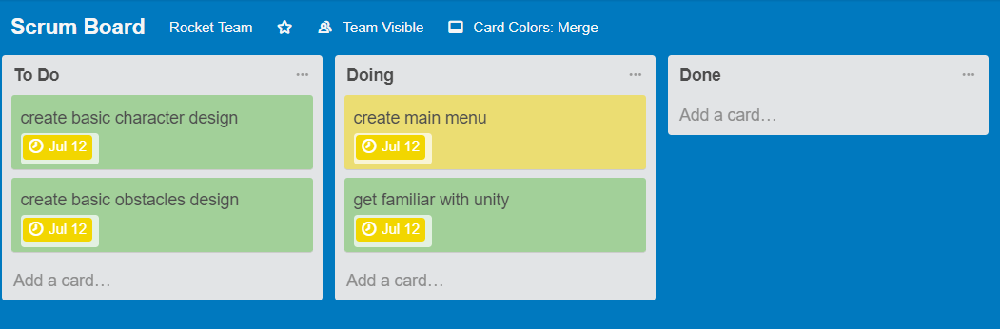 Scrum Board Rocket Team Team Visible Card Colors: Merge
To Do ...
create basic character design
Jul 12
create basic obstacles design
Jul 12
Add a card…
Doing ...
create main menu
Jul 12
get familiar with unity
Jul 12
Add a card…
Done ...
Add a card…